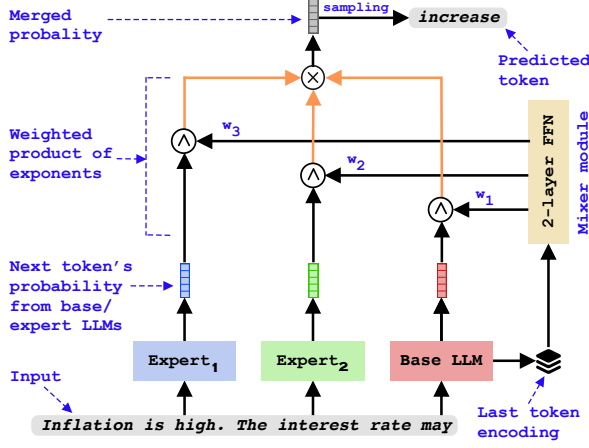 Merged
probality
sampling
increase
Predicted
token
Weighted
product of
exponents
w3
w2
w1
2-layer FFN
Mixer module
Next token's
probability
from base/
expert LLMs
Expert1
Expert2
Base LLM
Input
Inflation is high. The interest rate may
Last token
encoding